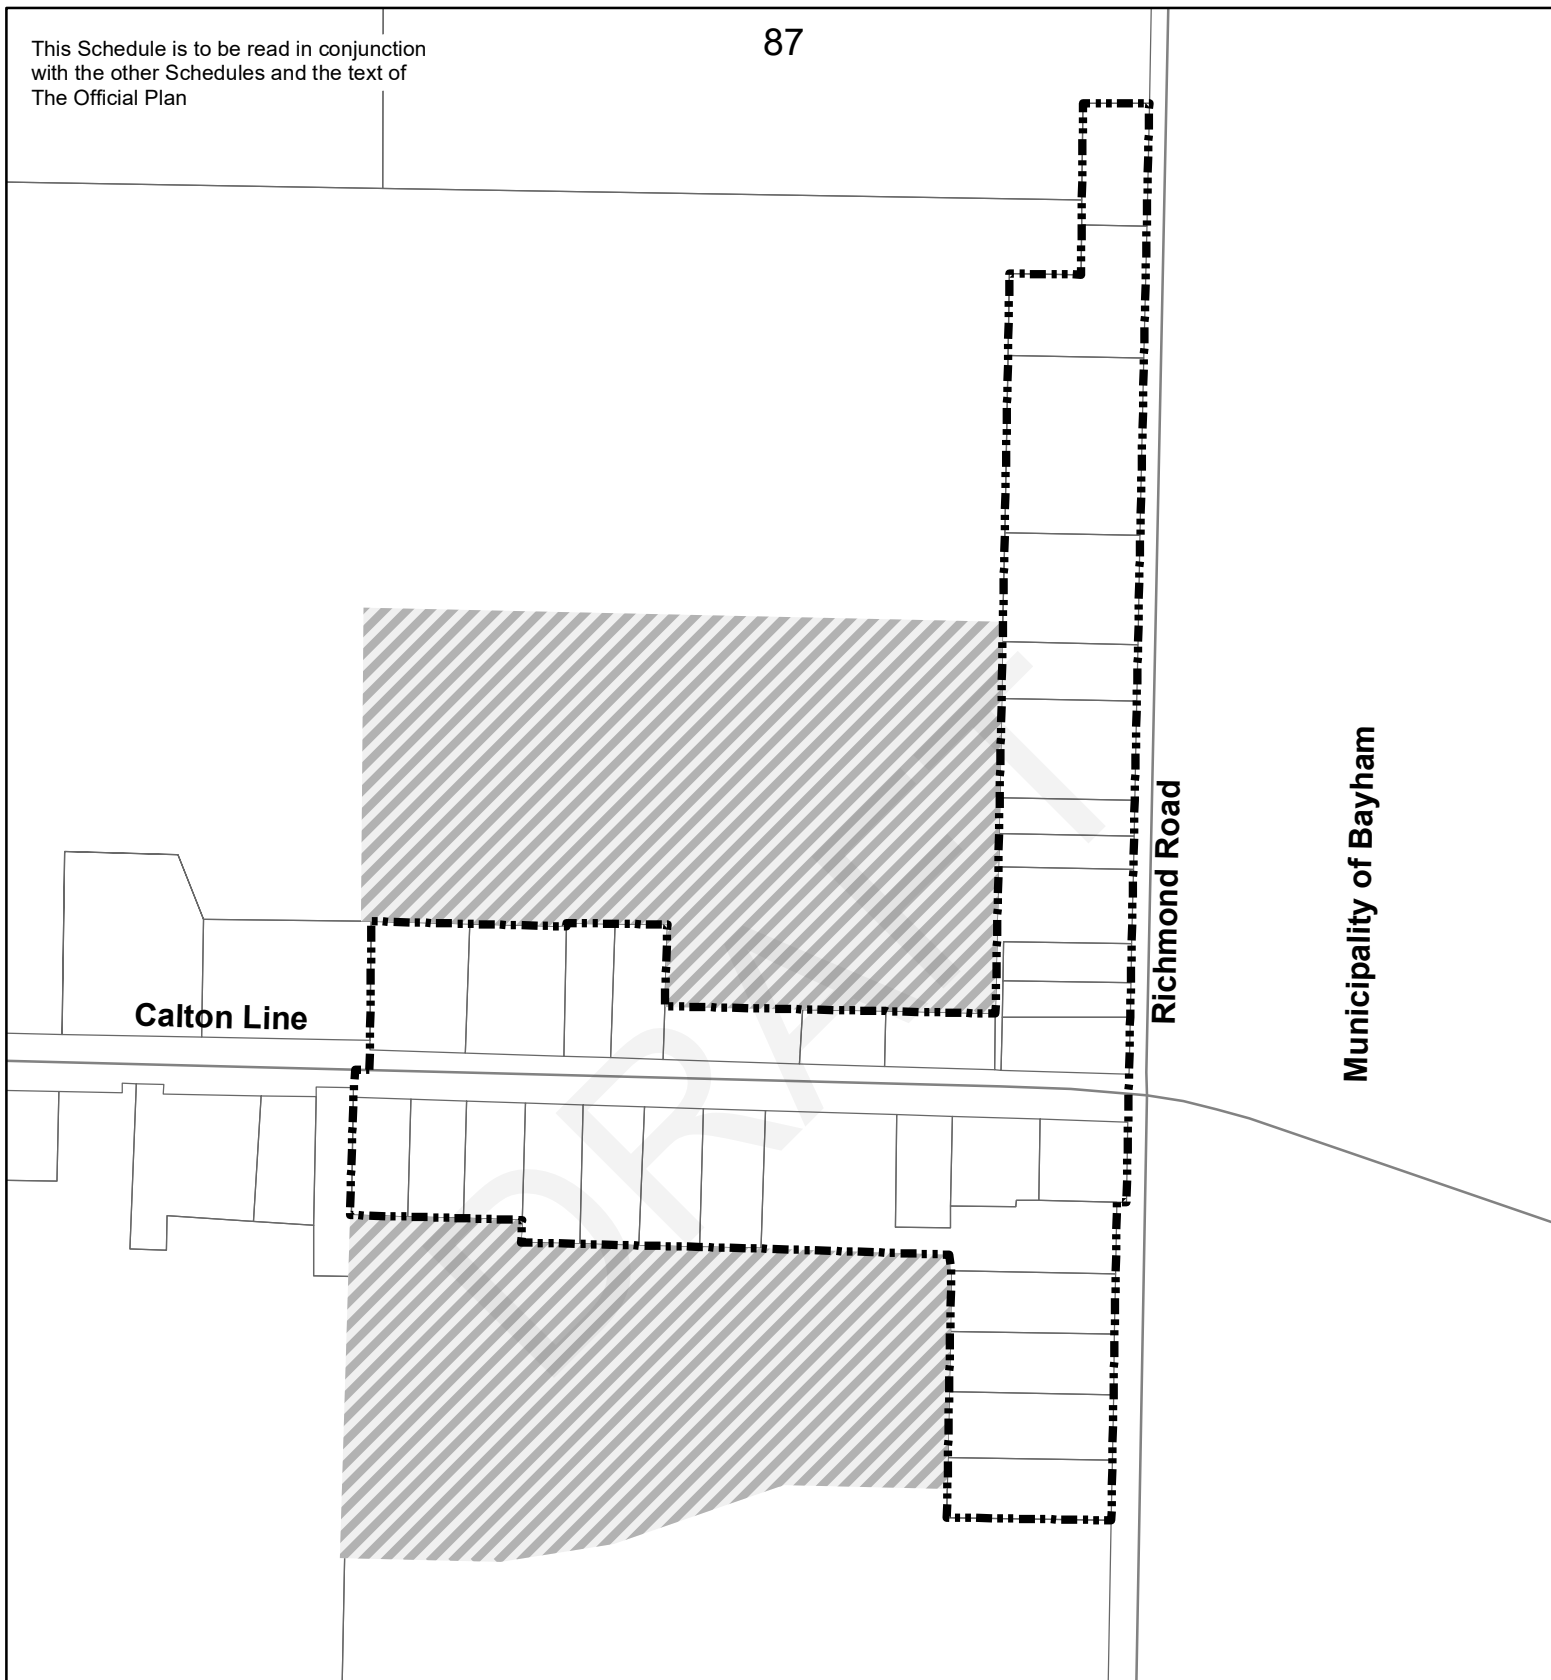 87
This Schedule is to be read in conjunction
with the other Schedules and the text of
The Official Plan
DRAFT
Calton Line
Richmond Road
Municipality of Bayham